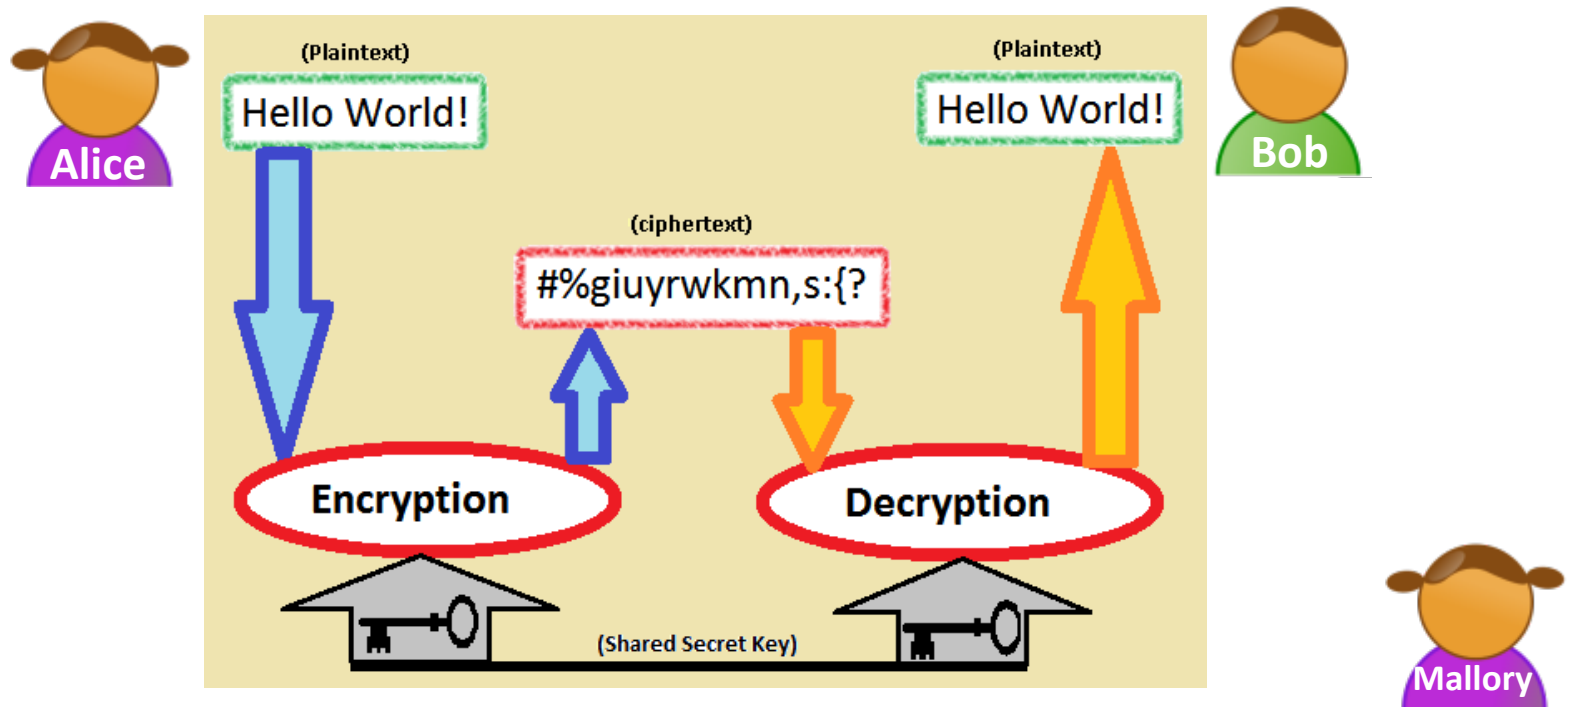 Alice
(Plaintext)
Hello World!
(Plaintext)
Hello World!
Bob
(ciphertext)
#%giuyrwkmn,s:{?
Encryption
Decryption
(Shared Secret Key)
Mallory